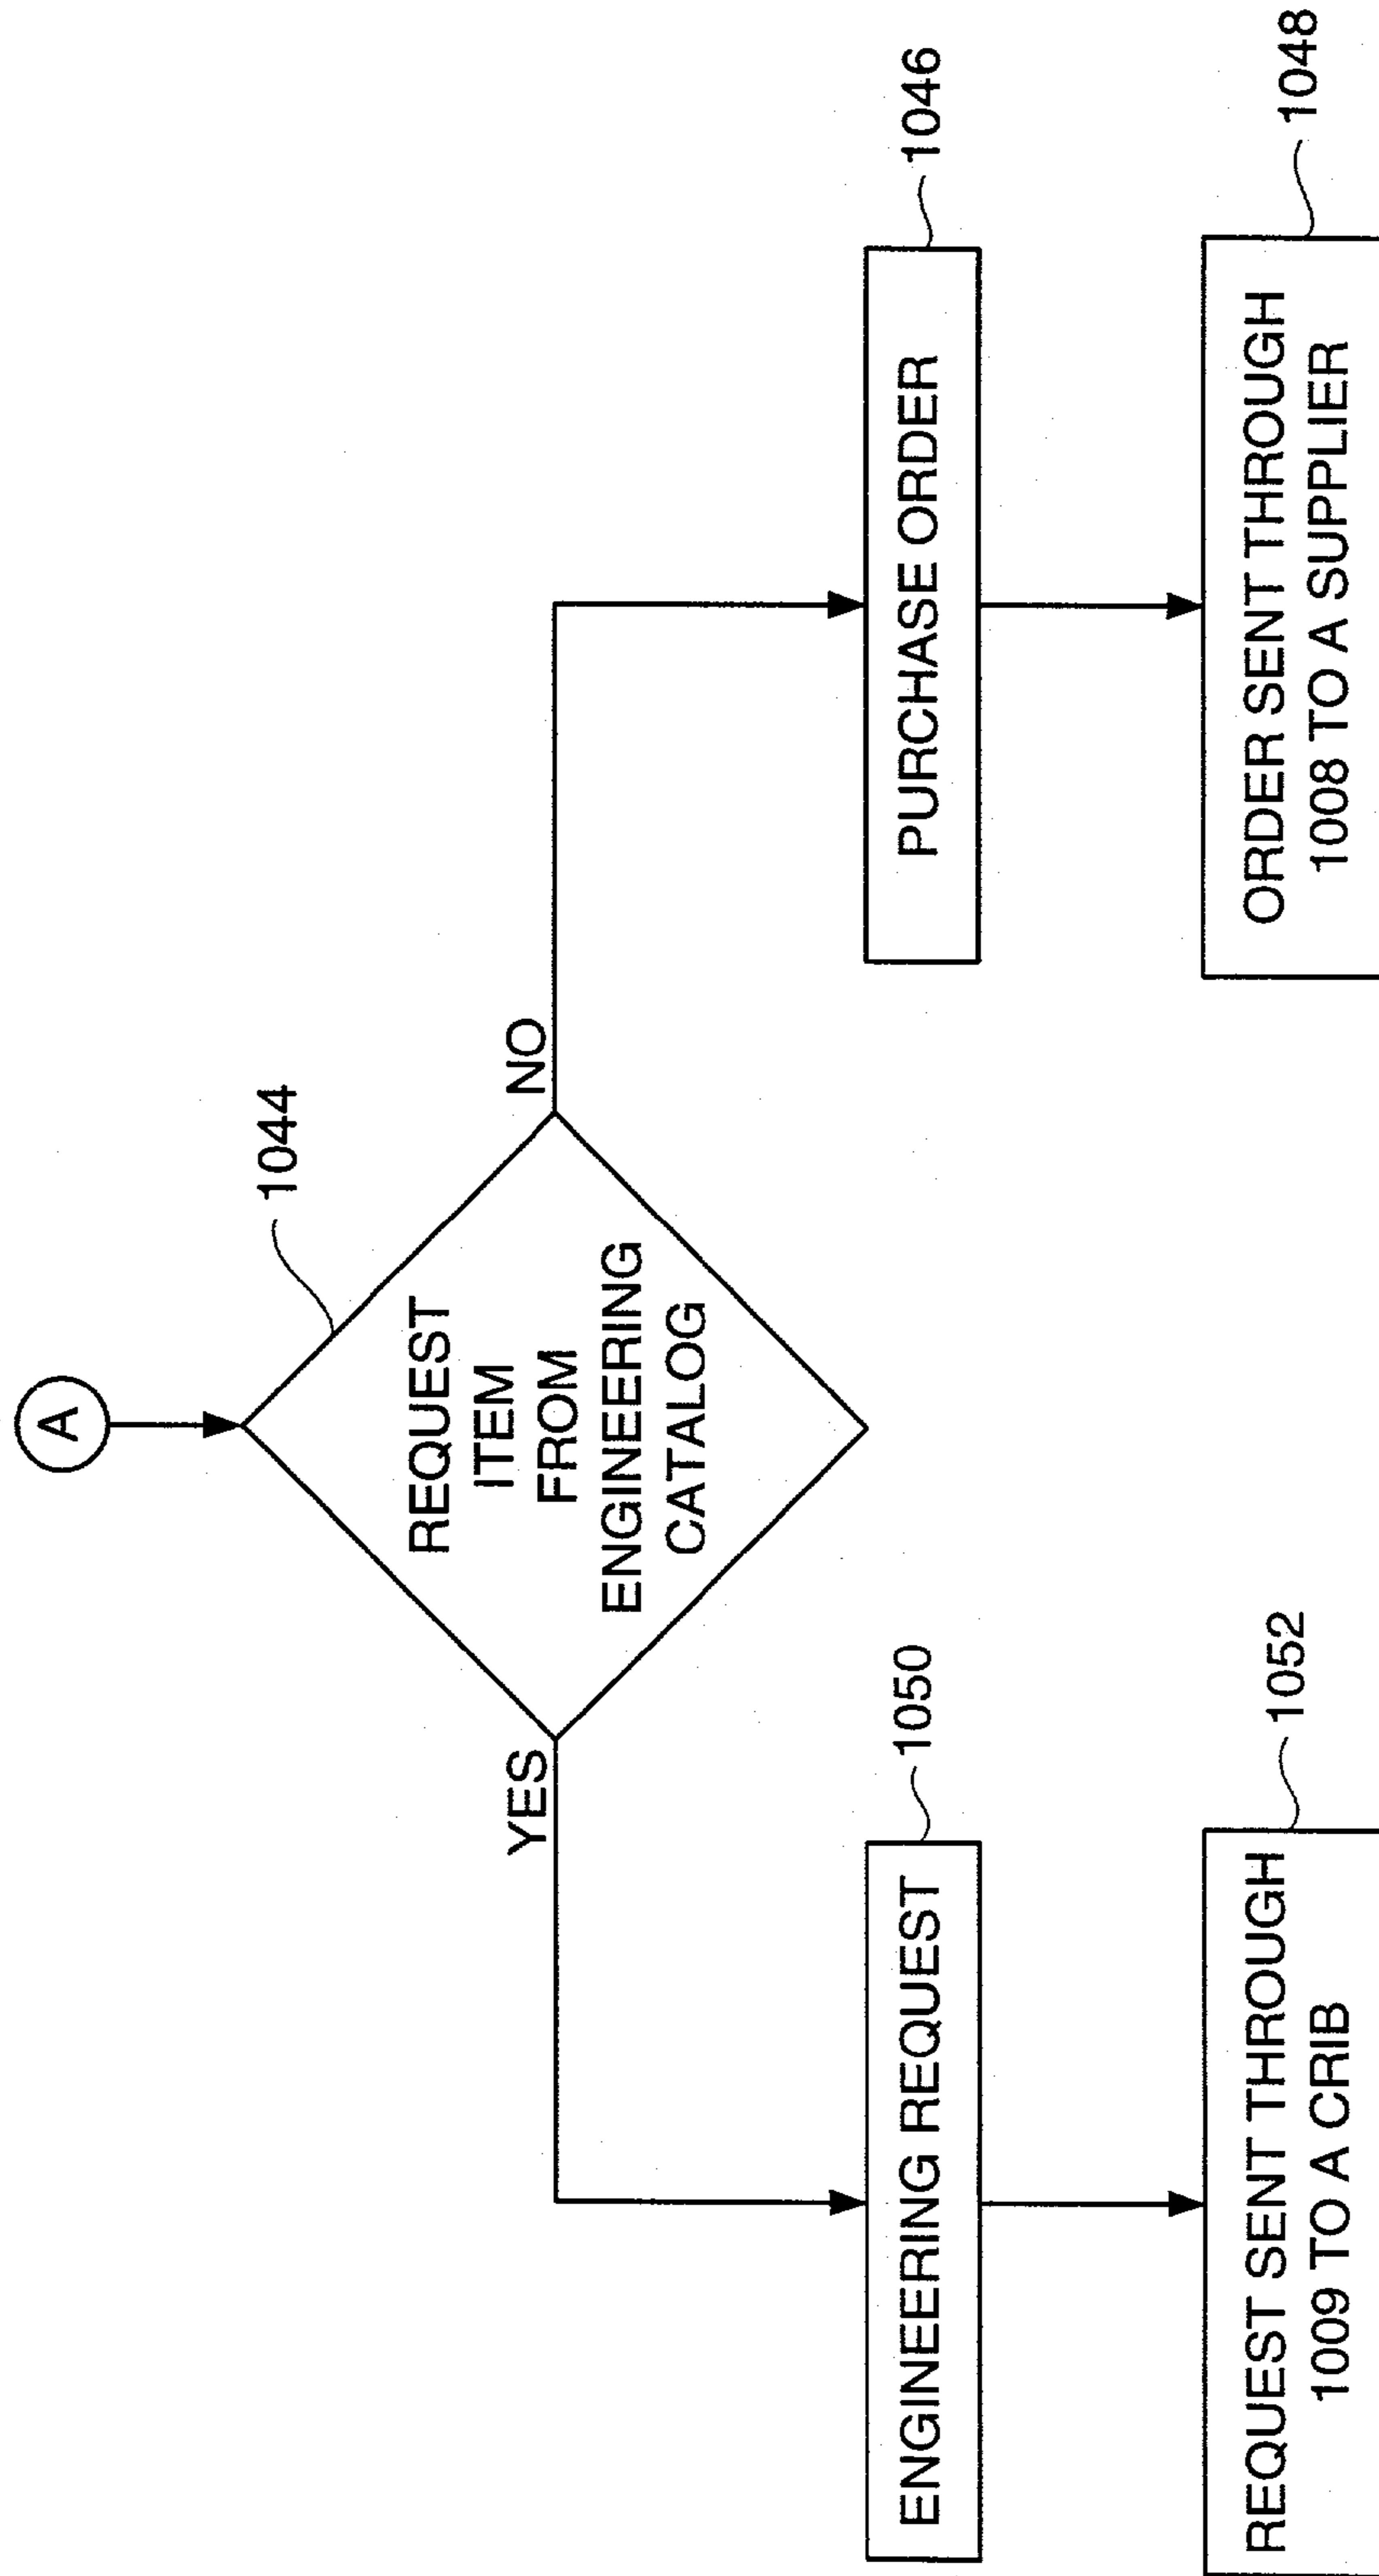 A
1044
REQUEST
ITEM
FROM
ENGINEERING
CATALOG
YES
NO
1050
ENGINEERING REQUEST
1046
PURCHASE ORDER
1052
REQUEST SENT THROUGH
1009 TO A CRIB
1048
ORDER SENT THROUGH
1008 TO A SUPPLIER